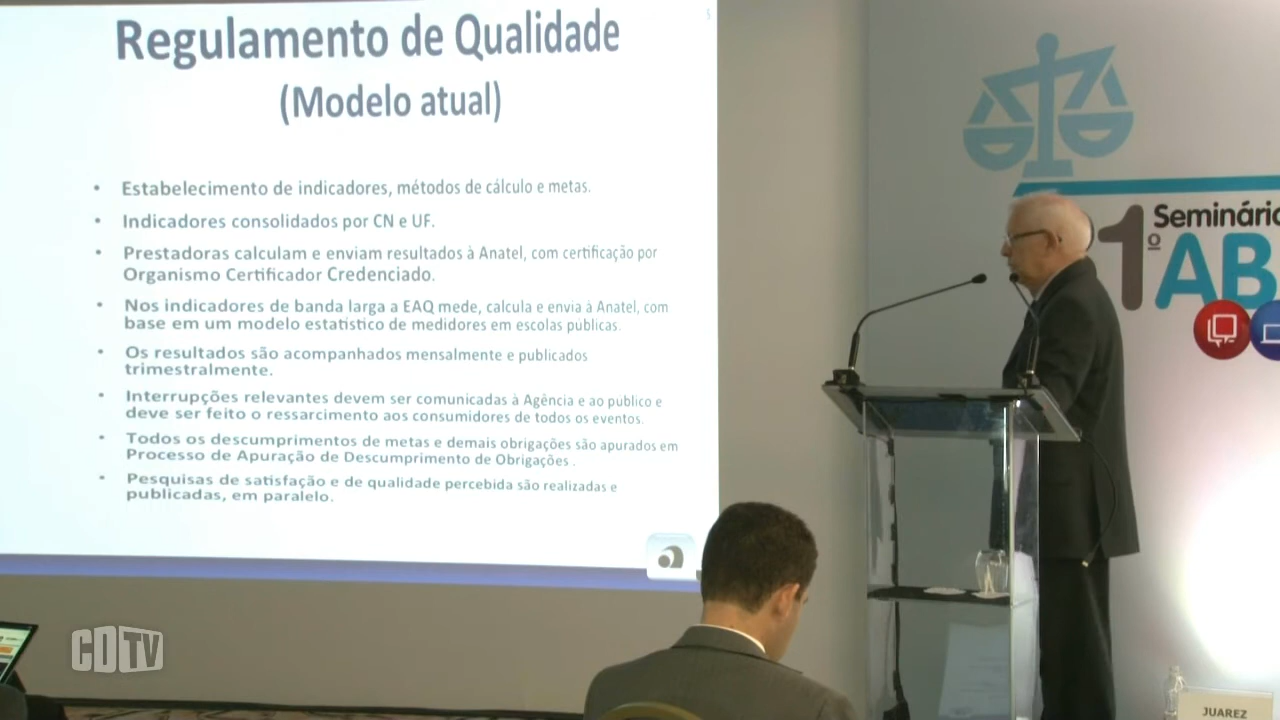 5
Regulamento de Qualidade
(Modelo atual)
• Estabelecimento de indicadores, métodos de cálculo e metas.
• Indicadores consolidados por CN e UF.
• Prestadoras calculam e enviam resultados à Anatel, com certificação por
Organismo Certificador Credenciado.
• Nos indicadores de banda larga a EAQ mede, calcula e envia à Anatel, com
base em um modelo estatístico de medidores em escolas publicas.
• Os resultados são acompanhados mensalmente e publicados
trimestralmente.
• Interrupções relevantes devem ser comunicadas à Agência e ao publico e
deve ser feito o ressarcimento aos consumidores de todos os eventos.
• Todos os descumprimentos de metas e demais obrigações são apurados em
Processo de Apuração de Descumprimento de Obrigações .
• Pesquisas de satisfação e de qualidade percebida são realizadas e
publicadas, em paralelo.
1º Seminário
AB
CDTV
JUAREZ